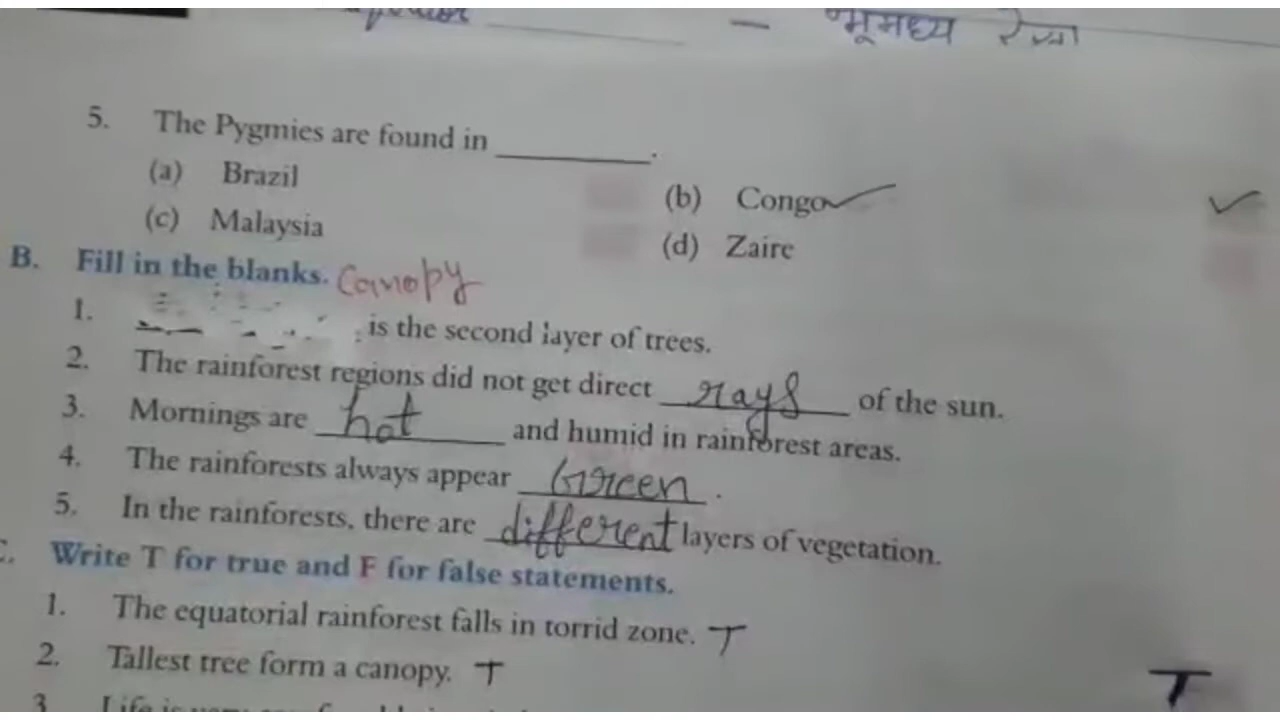 — भूमध्य रेखा
5. The Pygmies are found in ________.
(a) Brazil (b) Congo ✓ ✓
(c) Malaysia (d) Zaire
B. Fill in the blanks. Canopy
1. is the second layer of trees.
2. The rainforest regions did not get direct rays of the sun.
3. Mornings are hot and humid in rainforest areas.
4. The rainforests always appear Green.
5. In the rainforests, there are different layers of vegetation.
C. Write T for true and F for false statements.
1. The equatorial rainforest falls in torrid zone. T
2. Tallest tree form a canopy. T T
3 Life is very